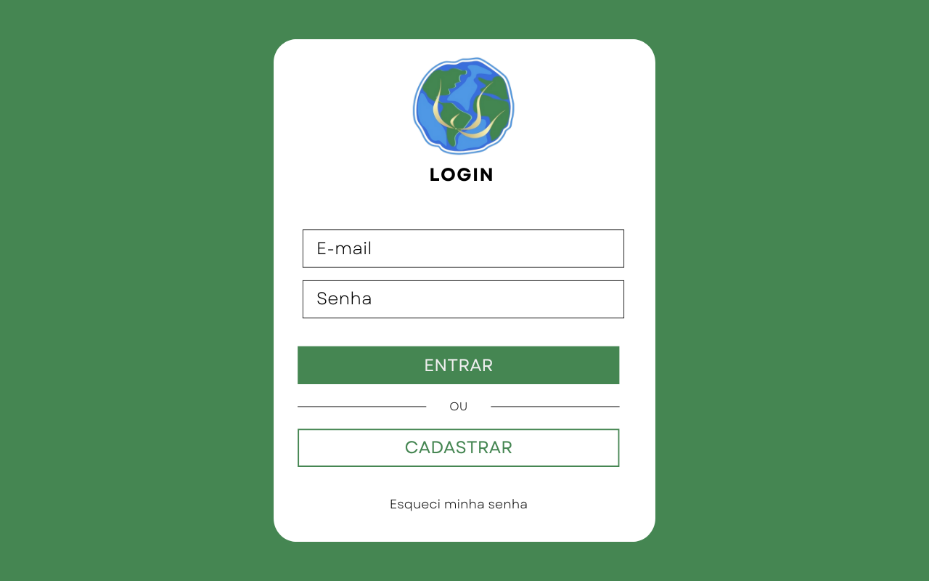 LOGIN
E-mail
Senha
ENTRAR
OU
CADASTRAR
Esqueci minha senha